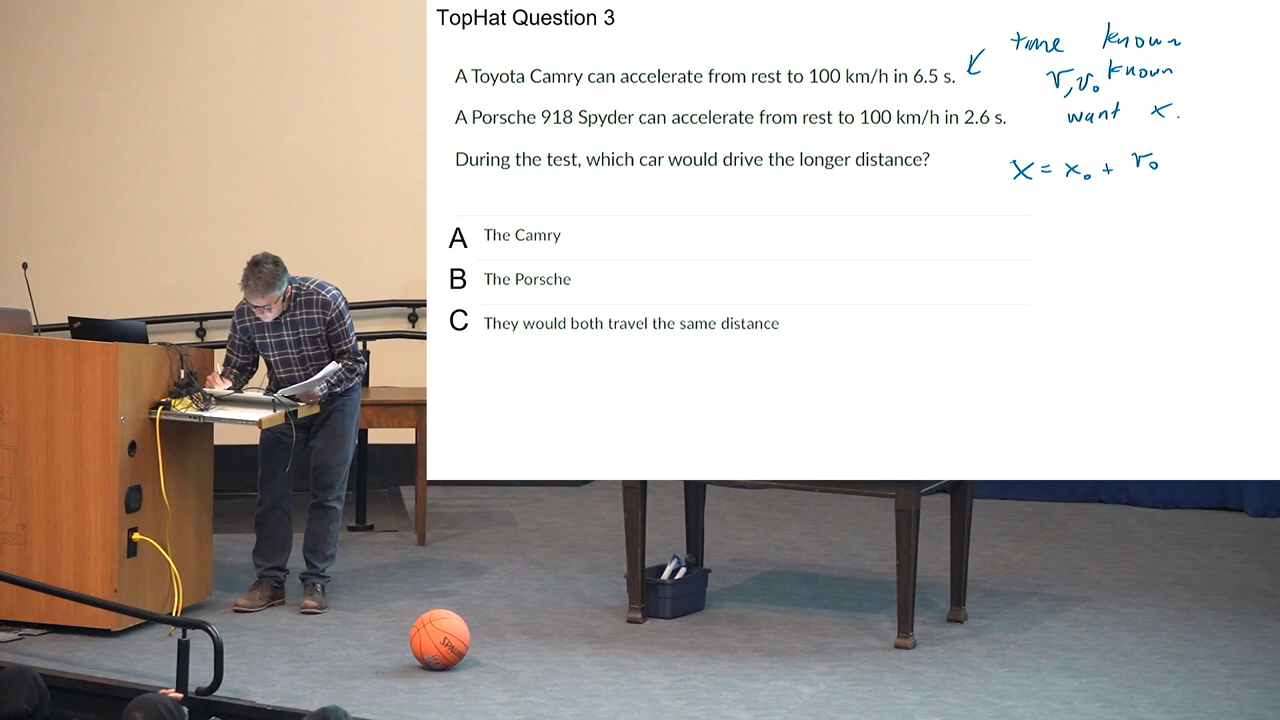 TopHat Question 3
A Toyota Camry can accelerate from rest to 100 km/h in 6.5 s.
A Porsche 918 Spyder can accelerate from rest to 100 km/h in 2.6 s.
During the test, which car would drive the longer distance?
A The Camry
B The Porsche
C They would both travel the same distance
time known
v, v₀ known
want x.
x = x₀ + v₀
SPALDING